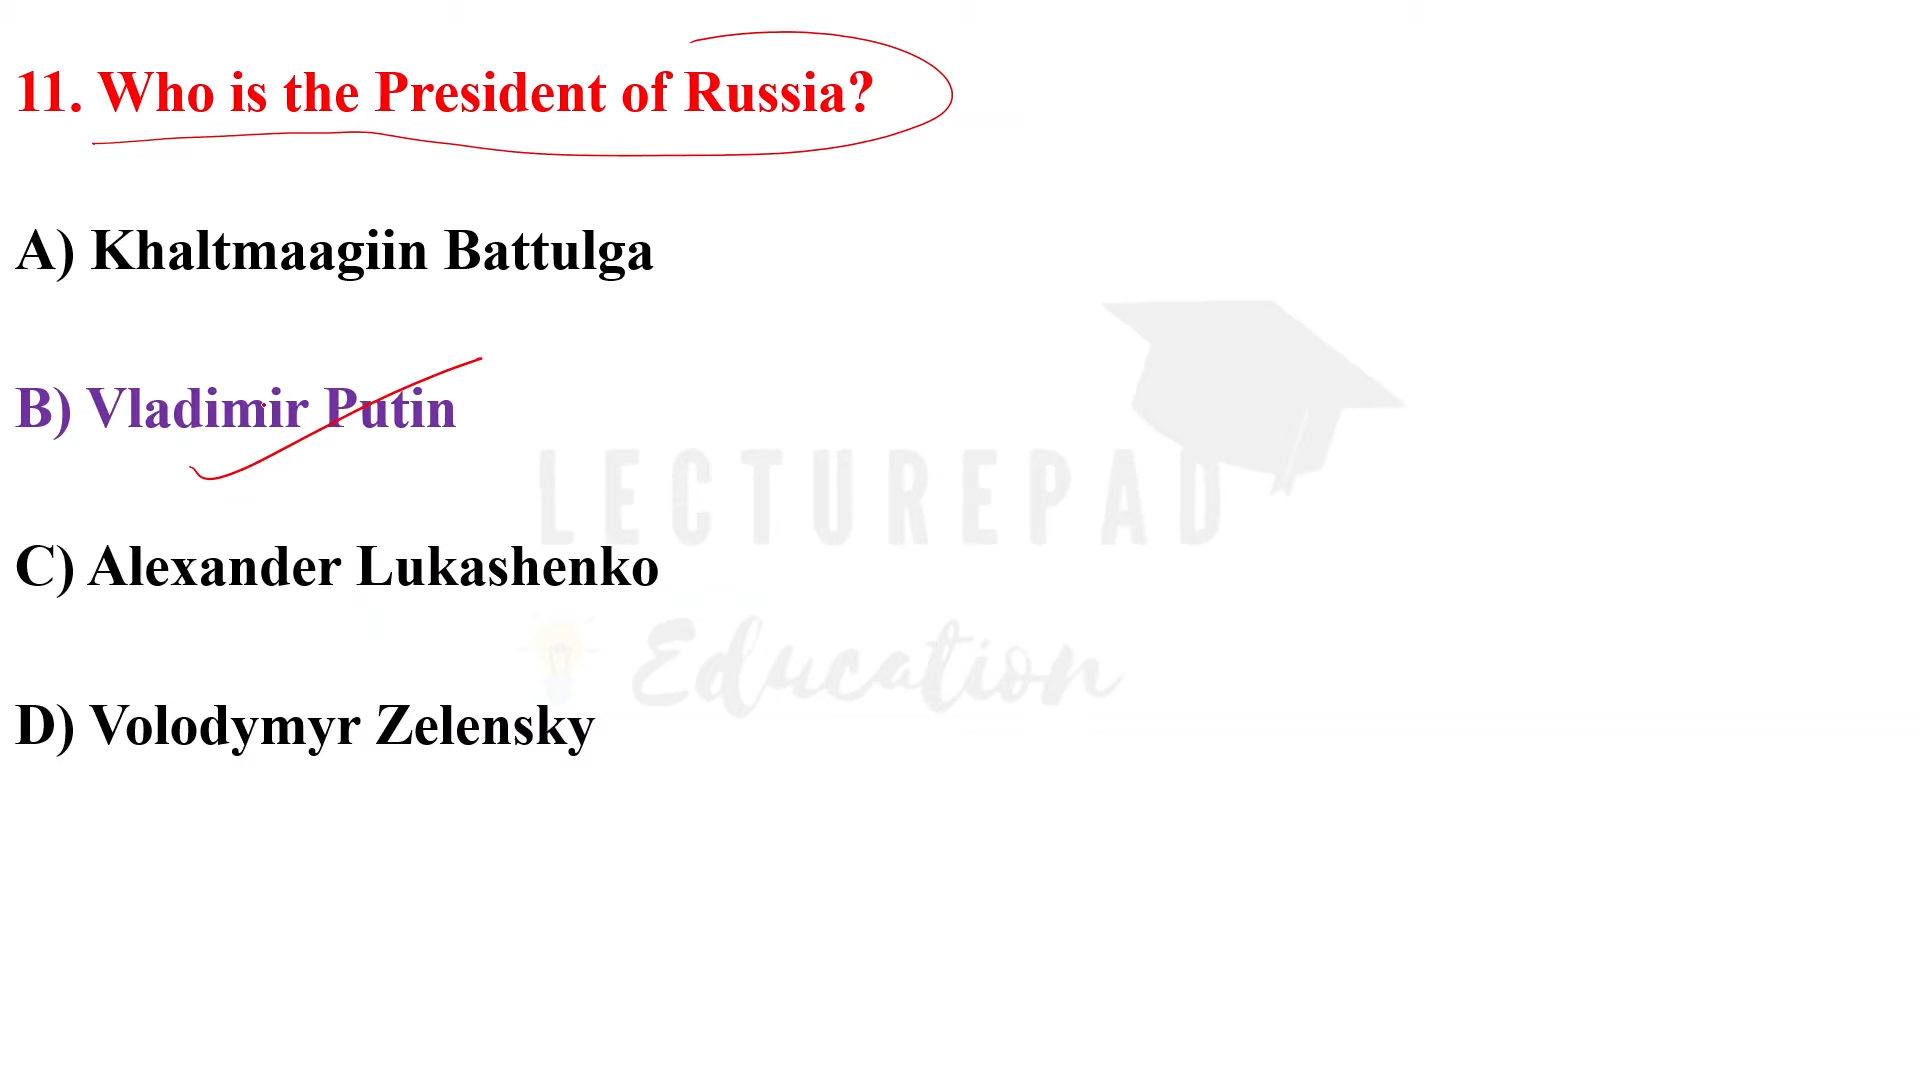 11. Who is the President of Russia?
A) Khaltmaagiin Battulga
B) Vladimir Putin
LECTUREPAD
C) Alexander Lukashenko
Education
D) Volodymyr Zelensky